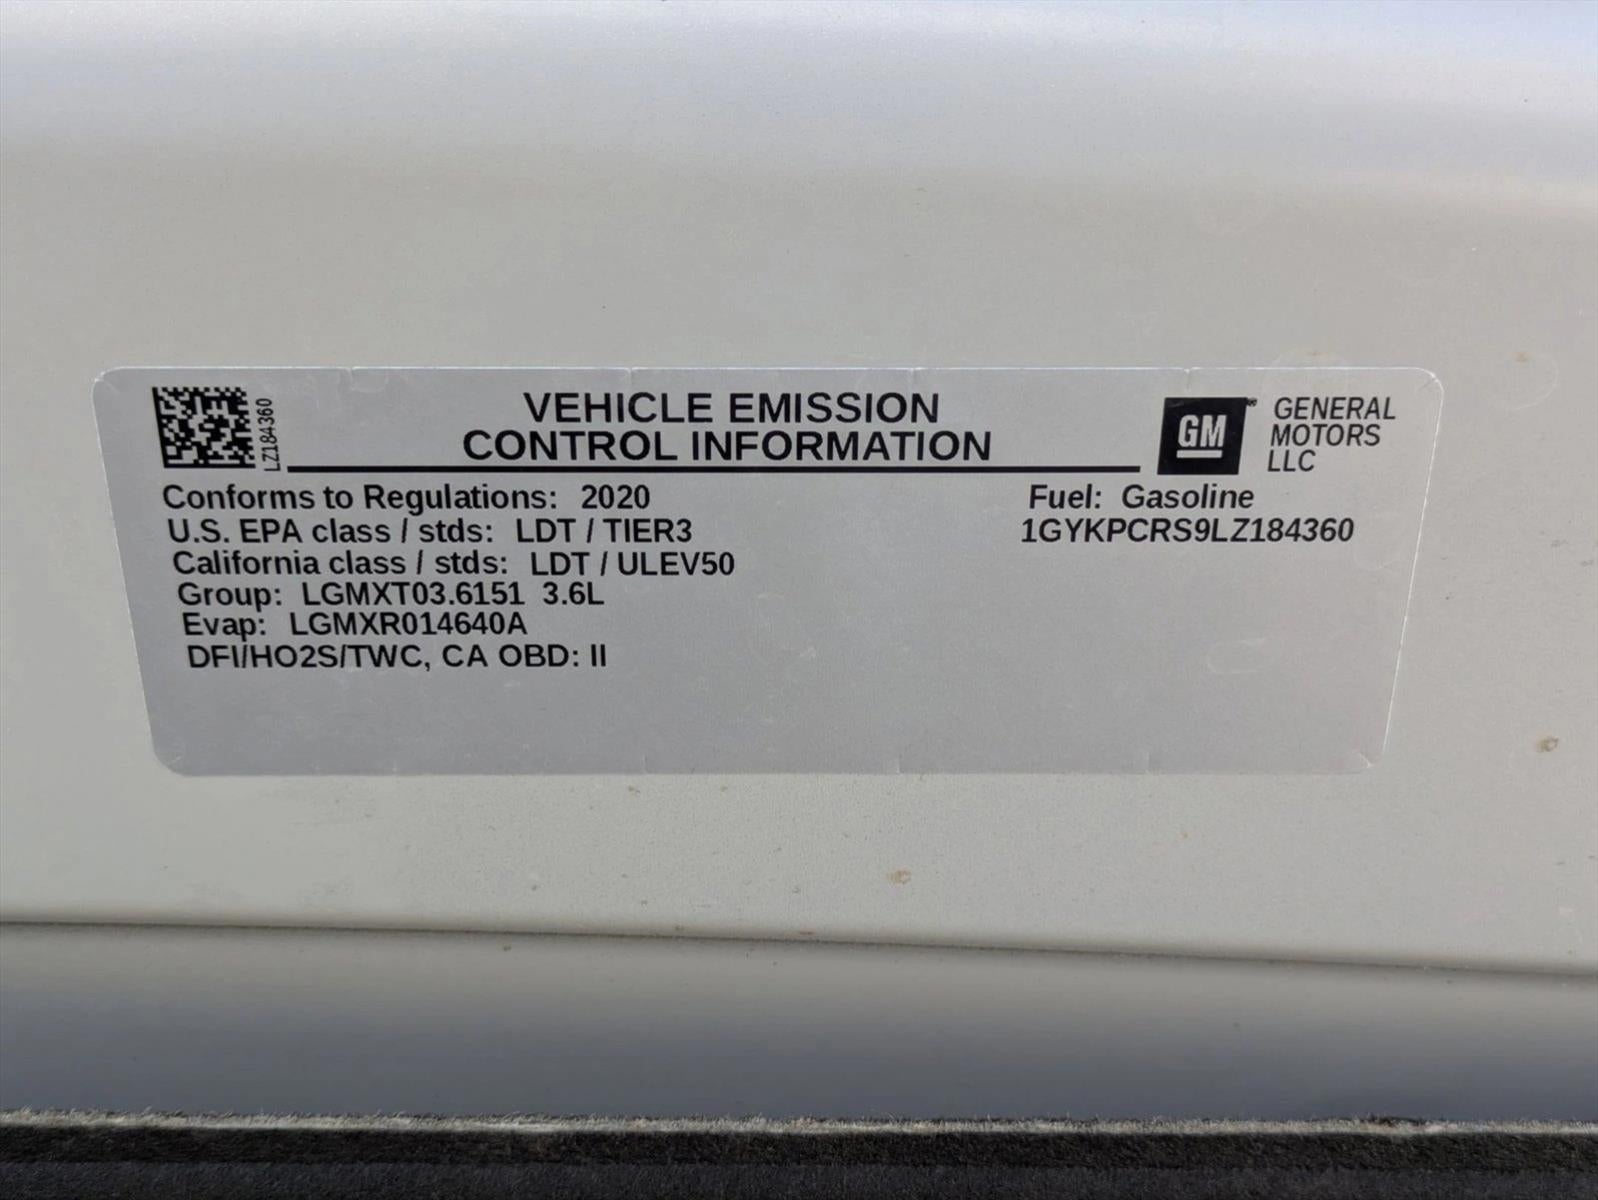 LZ184360
VEHICLE EMISSION
CONTROL INFORMATION
GM
GENERAL
MOTORS
LLC
Conforms to Regulations: 2020
Fuel: Gasoline
U.S. EPA class / stds: LDT / TIER3
1GYKPCRS9LZ184360
California class / stds: LDT / ULEV50
Group: LGMXT03.6151 3.6L
Evap: LGMXR014640A
DFI/HO2S/TWC, CA OBD: II